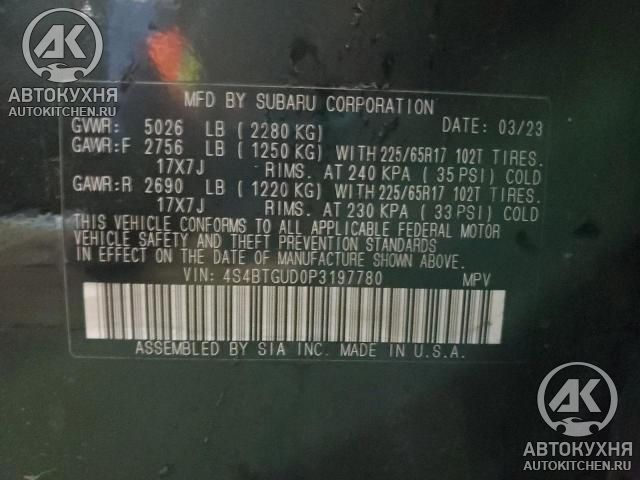 АК
АВТОКУХНЯ
AUTOKITCHEN.RU
MFD BY SUBARU CORPORATION
GVWR: 5026 LB ( 2280 KG) DATE: 03/23
GAWR:F 2756 LB ( 1250 KG) WITH 225/65R17 102T TIRES.
17X7J RIMS. AT 240 KPA ( 35 PSI) COLD
GAWR:R 2690 LB ( 1220 KG) WITH 225/65R17 102T TIRES.
17X7J RIMS. AT 230 KPA ( 33 PSI) COLD
THIS VEHICLE CONFORMS TO ALL APPLICABLE FEDERAL MOTOR
VEHICLE SAFETY AND THEFT PREVENTION STANDARDS IN
EFFECT ON THE DATE OF MANUFACTURE SHOWN ABOVE.
VIN: 4S4BTGUD0P3197780 MPV
ASSEMBLED BY SIA INC. MADE IN U.S.A.
АК
АВТОКУХНЯ
AUTOKITCHEN.RU